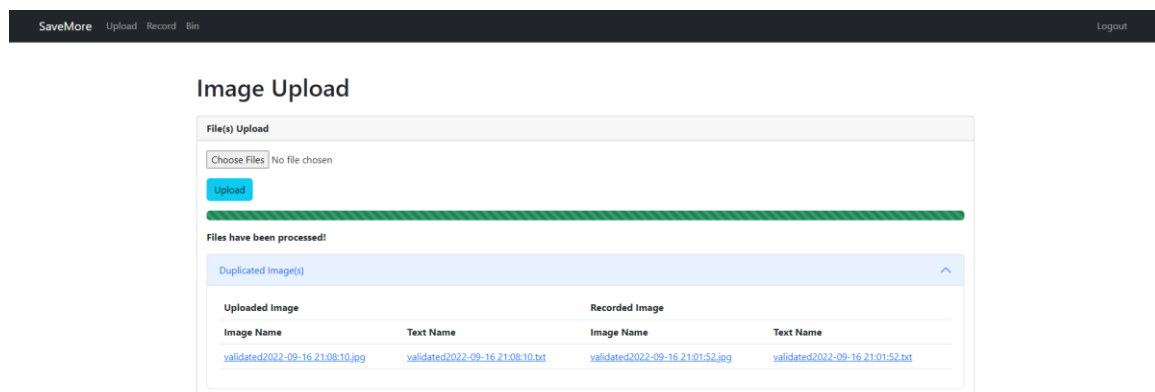 SaveMore Upload Record Bin Logout
Image Upload
File(s) Upload
Choose Files No file chosen
Upload
Files have been processed!
Duplicated Image(s)
Uploaded Image Recorded Image
Image Name Text Name Image Name Text Name
validated2022-09-16 21:08:10.jpg validated2022-09-16 21:08:10.txt validated2022-09-16 21:01:52.jpg validated2022-09-16 21:01:52.txt